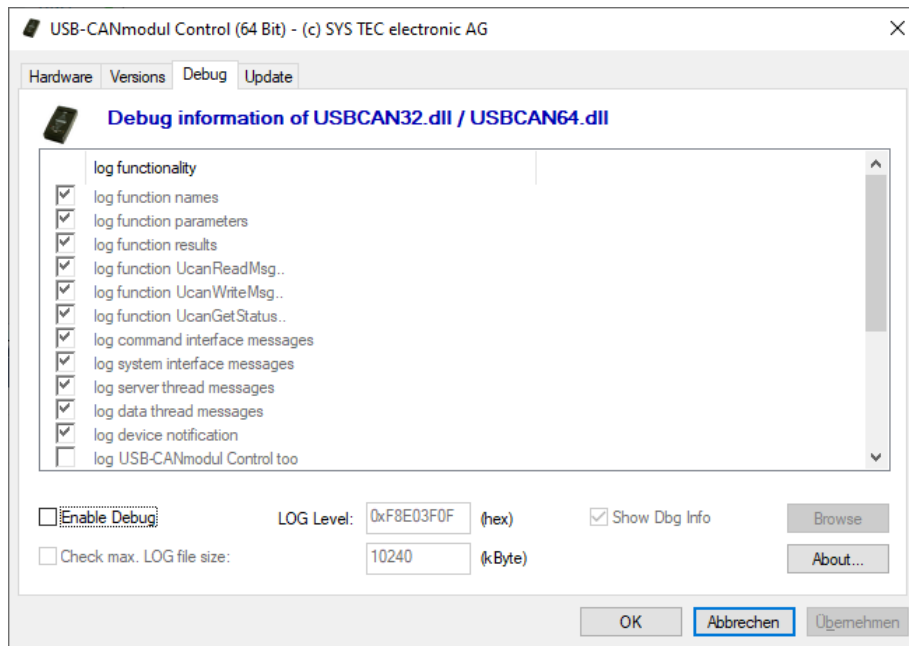 USB-CANmodul Control (64 Bit) - (c) SYS TEC electronic AG
Hardware Versions Debug Update
Debug information of USBCAN32.dll / USBCAN64.dll
log functionality
log function names
log function parameters
log function results
log function UcanReadMsg..
log function UcanWriteMsg..
log function UcanGetStatus..
log command interface messages
log system interface messages
log server thread messages
log data thread messages
log device notification
log USB-CANmodul Control too
Enable Debug LOG Level: 0xF8E03F0F (hex) Show Dbg Info Browse
Check max. LOG file size: 10240 (kByte) About...
OK Abbrechen Übernehmen